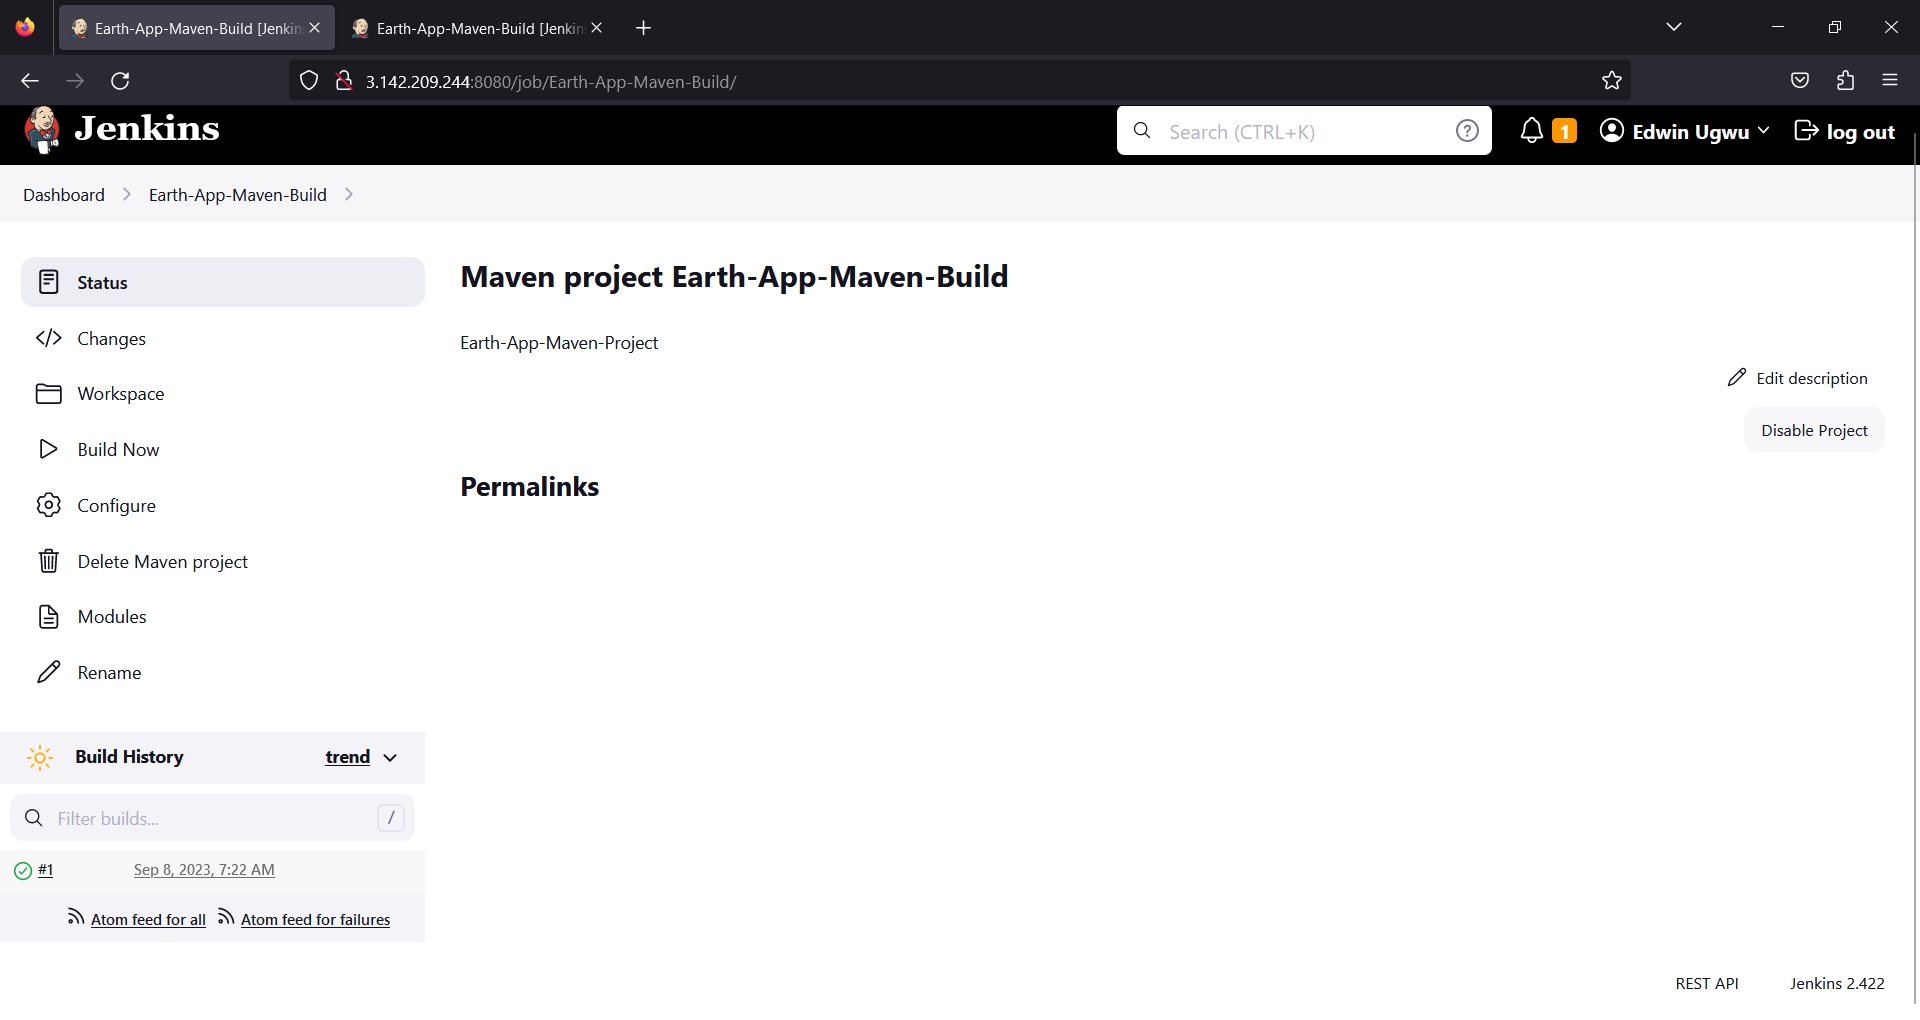 Earth-App-Maven-Build [Jenkins
Earth-App-Maven-Build [Jenkins
3.142.209.244:8080/job/Earth-App-Maven-Build/
Jenkins
Search (CTRL+K)
?
1
Edwin Ugwu
log out
Dashboard
Earth-App-Maven-Build
Status
Changes
Workspace
Build Now
Configure
Delete Maven project
Modules
Rename
Maven project Earth-App-Maven-Build
Earth-App-Maven-Project
Edit description
Disable Project
Permalinks
Build History
trend
Filter builds...
/
#1
Sep 8, 2023, 7:22 AM
Atom feed for all
Atom feed for failures
REST API
Jenkins 2.422